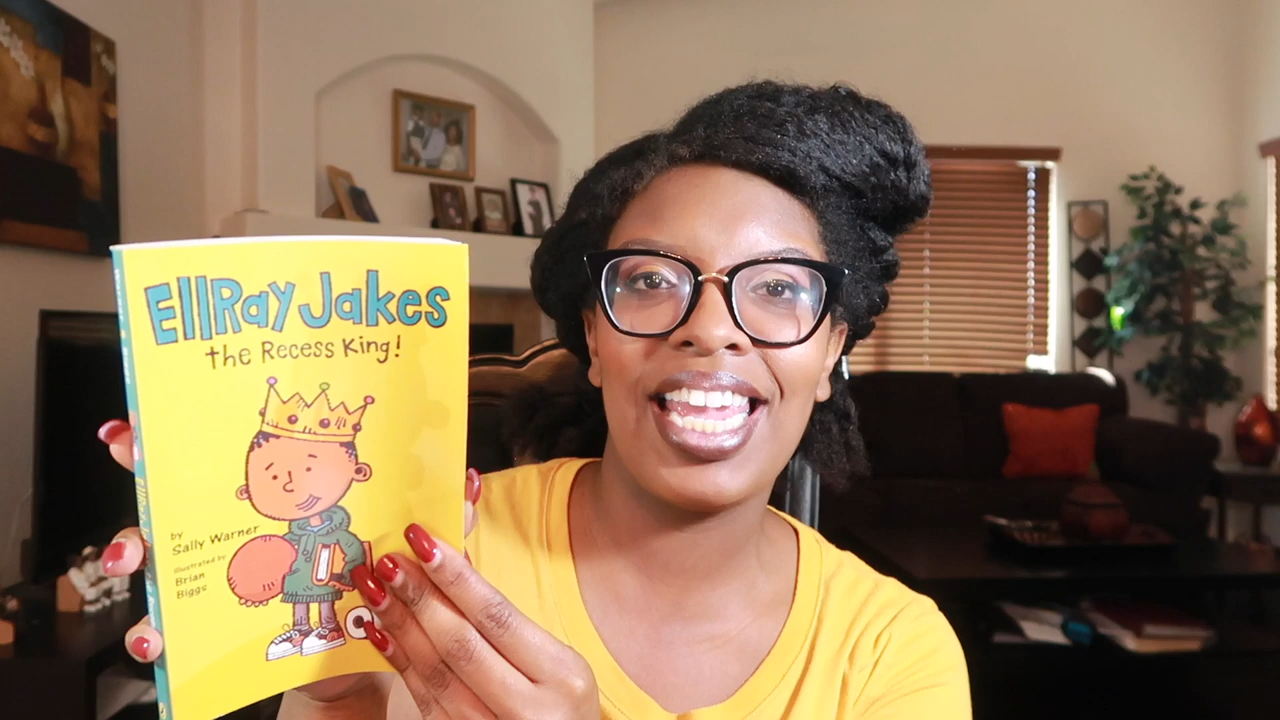 EllRay Jakes
the Recess King!
by
Sally Warner
illustrated by
Brian
Biggs